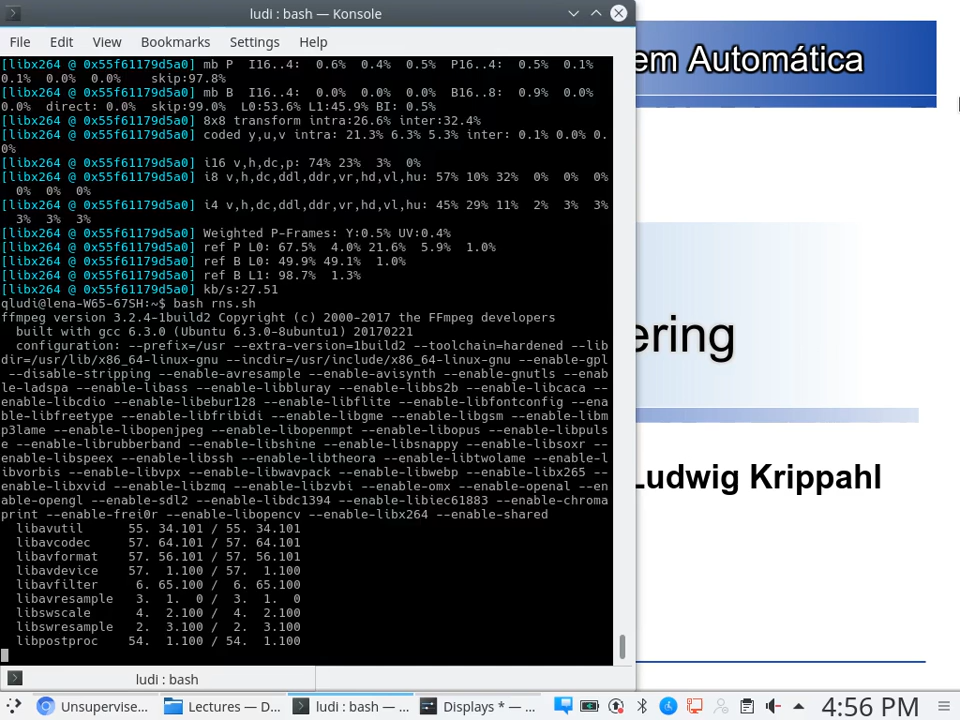 ludi : bash — Konsole
File Edit View Bookmarks Settings Help
[libx264 @ 0x55f61179d5a0] mb P  I16..4:  0.6%  0.4%  0.5%  P16..4:  0.5%  0.1%
0.1%  0.0%  0.0%    skip:97.8%
[libx264 @ 0x55f61179d5a0] mb B  I16..4:  0.0%  0.0%  0.0%  B16..8:  0.9%  0.0%
0.0%  direct: 0.0%  skip:99.0%  L0:53.6% L1:45.9% BI: 0.5%
[libx264 @ 0x55f61179d5a0] 8x8 transform intra:26.6% inter:32.4%
[libx264 @ 0x55f61179d5a0] coded y,u,v intra: 21.3% 6.3% 5.3% inter: 0.1% 0.0% 0.
0%
[libx264 @ 0x55f61179d5a0] i16 v,h,dc,p: 74% 23%  3%  0%
[libx264 @ 0x55f61179d5a0] i8 v,h,dc,ddl,ddr,vr,hd,vl,hu: 57% 10% 32%  0%  0%  0%
0%  0%  0%
[libx264 @ 0x55f61179d5a0] i4 v,h,dc,ddl,ddr,vr,hd,vl,hu: 45% 29% 11%  2%  3%  3%
3%  3%  3%
[libx264 @ 0x55f61179d5a0] Weighted P-Frames: Y:0.5% UV:0.4%
[libx264 @ 0x55f61179d5a0] ref P L0: 67.5%  4.0% 21.6%  5.9%  1.0%
[libx264 @ 0x55f61179d5a0] ref B L0: 49.9% 49.1%  1.0%
[libx264 @ 0x55f61179d5a0] ref B L1: 98.7%  1.3%
[libx264 @ 0x55f61179d5a0] kb/s:27.51
qludi@lena-W65-67SH:~$ bash rns.sh
ffmpeg version 3.2.4-1build2 Copyright (c) 2000-2017 the FFmpeg developers
built with gcc 6.3.0 (Ubuntu 6.3.0-8ubuntu1) 20170221
configuration: --prefix=/usr --extra-version=1build2 --toolchain=hardened --lib
dir=/usr/lib/x86_64-linux-gnu --incdir=/usr/include/x86_64-linux-gnu --enable-gpl
--disable-stripping --enable-avresample --enable-avisynth --enable-gnutls --enab
le-ladspa --enable-libass --enable-libbluray --enable-libbs2b --enable-libcaca --
enable-libcdio --enable-libebur128 --enable-libflite --enable-libfontconfig --ena
ble-libfreetype --enable-libfribidi --enable-libgme --enable-libgsm --enable-libm
p3lame --enable-libopenjpeg --enable-libopenmpt --enable-libopus --enable-libpuls
e --enable-librubberband --enable-libshine --enable-libsnappy --enable-libsoxr --
enable-libspeex --enable-libssh --enable-libtheora --enable-libtwolame --enable-l
ibvorbis --enable-libvpx --enable-libwavpack --enable-libwebp --enable-libx265 --
enable-libxvid --enable-libzmq --enable-libzvbi --enable-omx --enable-openal --en
able-opengl --enable-sdl2 --enable-libdc1394 --enable-libiec61883 --enable-chroma
print --enable-frei0r --enable-libopencv --enable-libx264 --enable-shared
libavutil      55. 34.101 / 55. 34.101
libavcodec     57. 64.101 / 57. 64.101
libavformat    57. 56.101 / 57. 56.101
libavdevice    57.  1.100 / 57.  1.100
libavfilter     6. 65.100 /  6. 65.100
libavresample   3.  1.  0 /  3.  1.  0
libswscale      4.  2.100 /  4.  2.100
libswresample   2.  3.100 /  2.  3.100
libpostproc    54.  1.100 / 54.  1.100
ludi : bash
em Automática
ering
Ludwig Krippahl
Unsupervise... Lectures — D... ludi : bash — ... Displays * — ... 4:56 PM